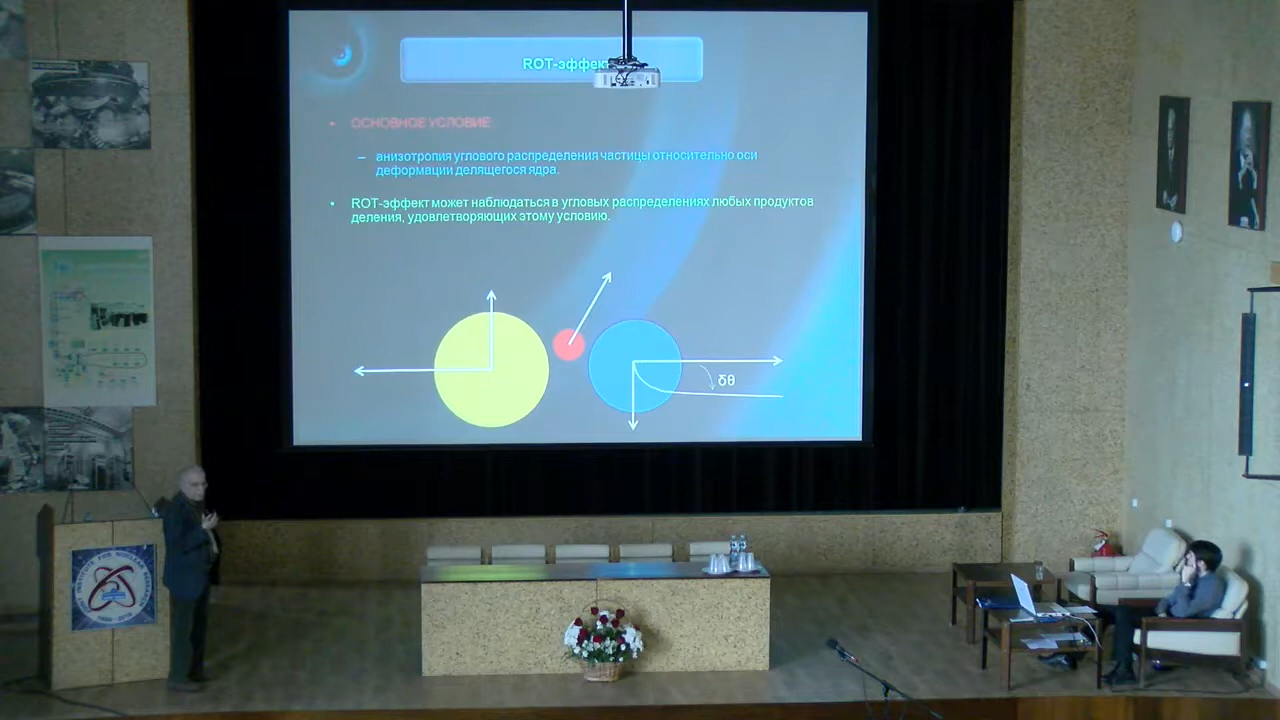 ROT-эффек
• ОСНОВНОЕ УСЛОВИЕ:
– анизотропия углового распределения частицы относительно оси
деформации делящегося ядра.
• ROT-эффект может наблюдаться в угловых распределениях любых продуктов
деления, удовлетворяющих этому условию.
δθ